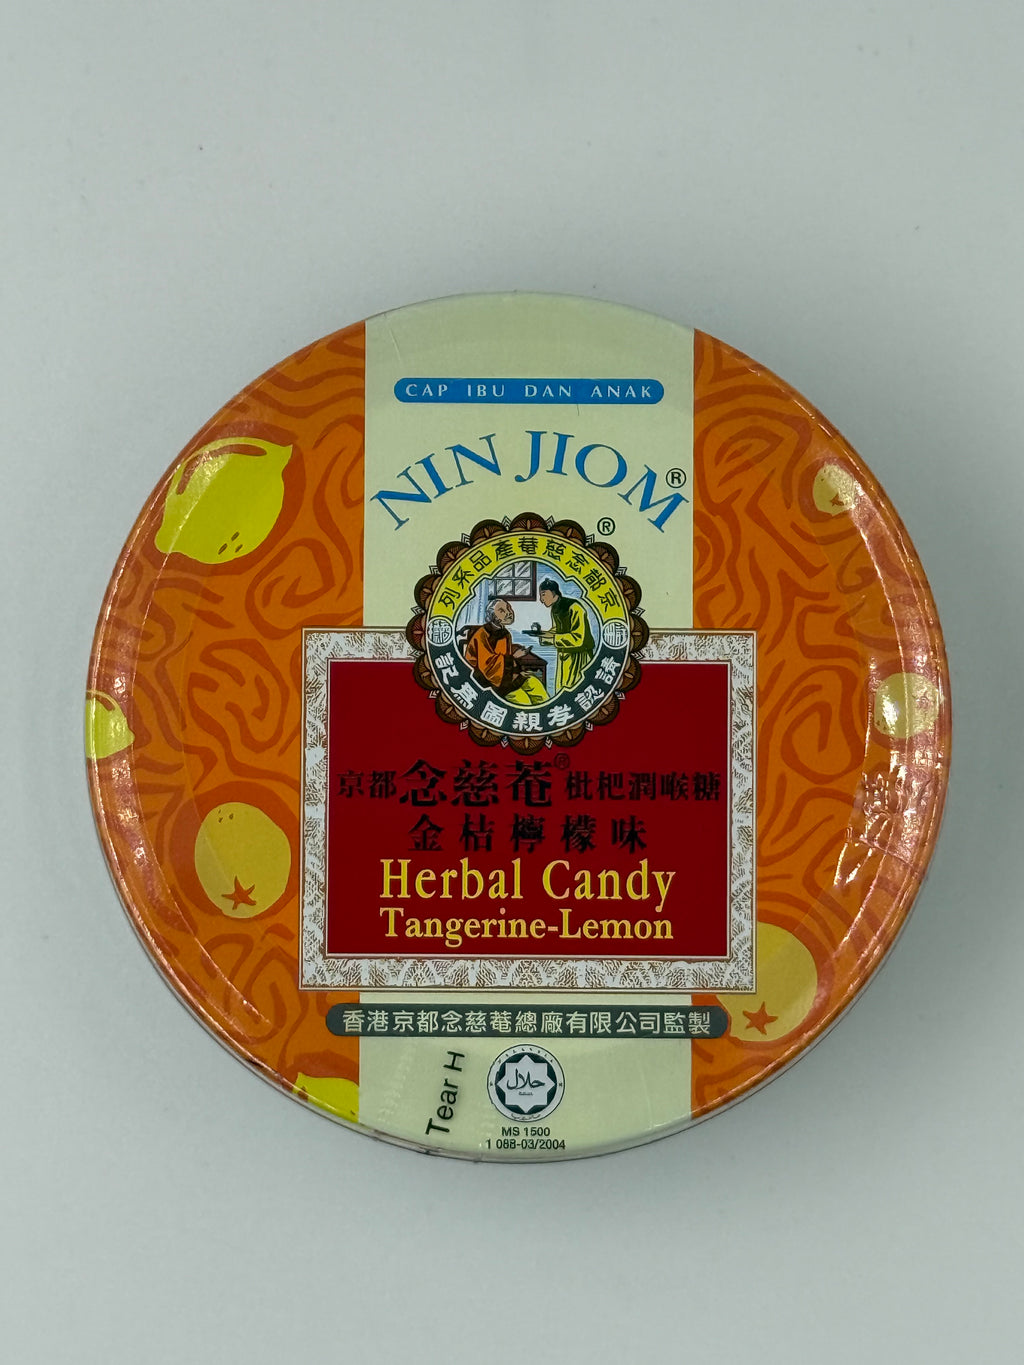 CAP IBU DAN ANAK
NIN JIOM®
®
京都念慈菴產品系列
請認孝親圖為記
京都念慈菴®枇杷潤喉糖
金桔檸檬味
Herbal Candy
Tangerine-Lemon
香港京都念慈菴總廠有限公司監製
Tear H
حلال
MS 1500
1 088-03/2004